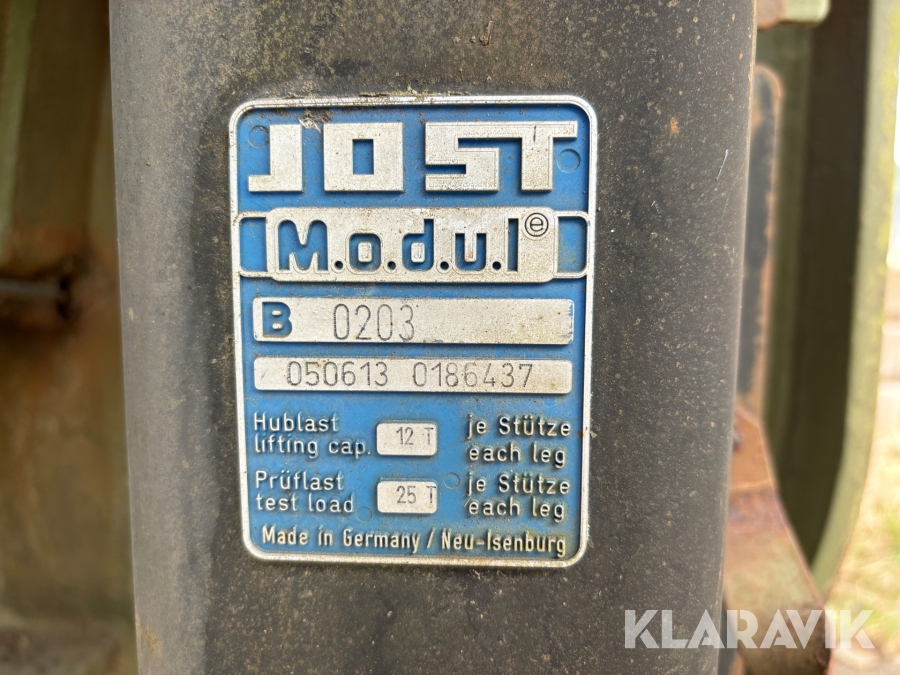 JOST
M.o.d.u.l ⓔ
B 0203
050613 0186437
Hublast 12 T je Stütze
lifting cap. each leg
Prüflast 25 T je Stütze
test load each leg
Made in Germany / Neu-Isenburg
KLARAVIK